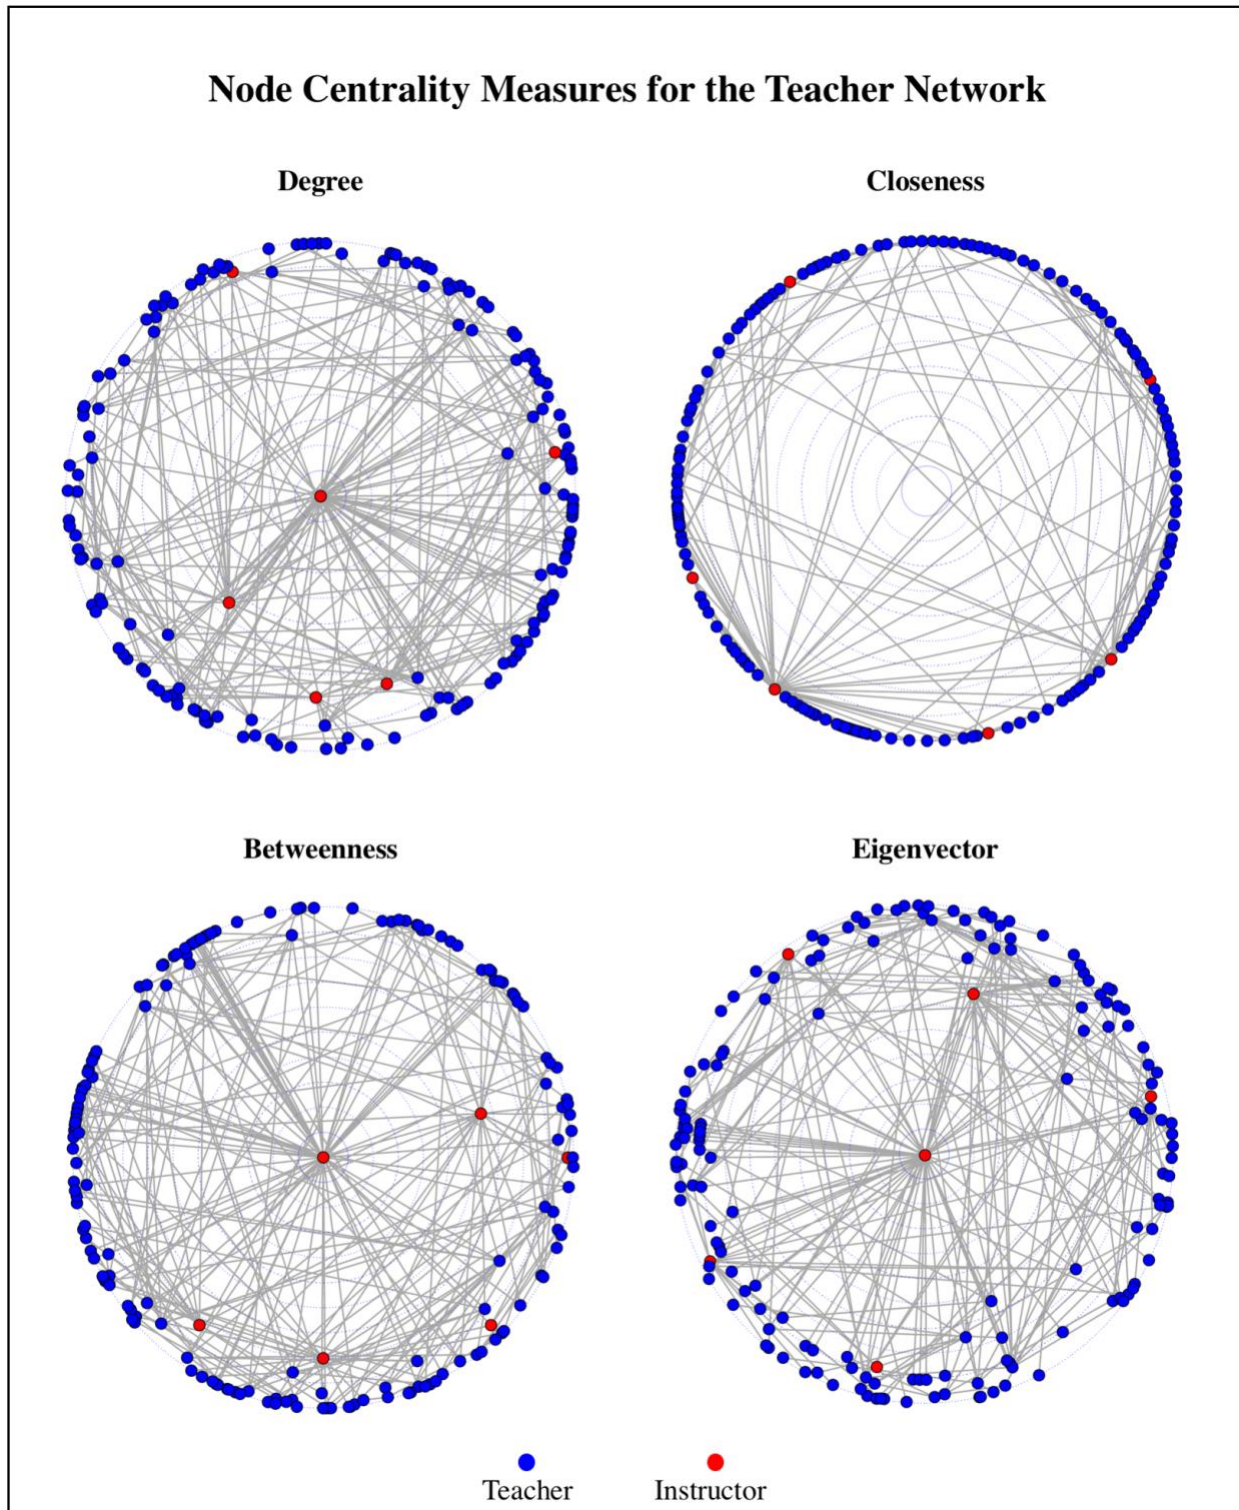 Node Centrality Measures for the Teacher Network
Degree
Closeness
Betweenness
Eigenvector
Teacher
Instructor